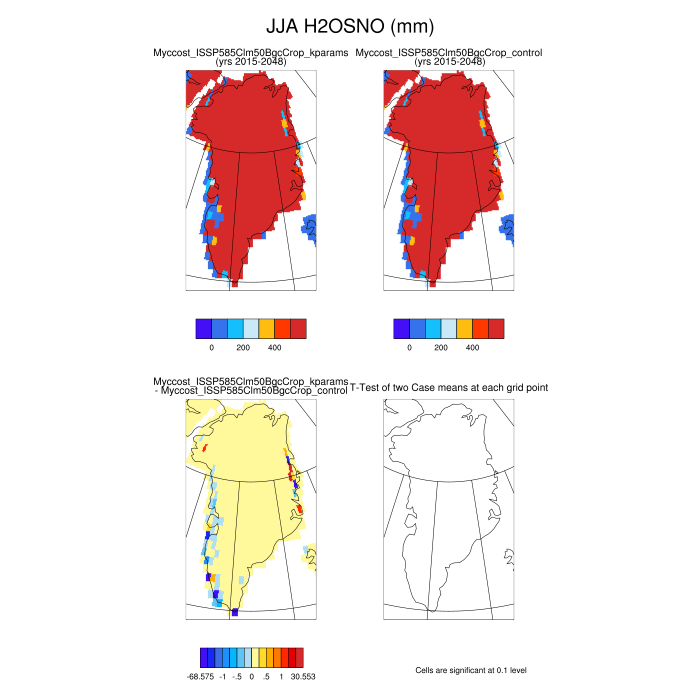 JJA H2OSNO (mm)
Myccost_ISSP585Clm50BgcCrop_kparams
(yrs 2015-2048)
Myccost_ISSP585Clm50BgcCrop_control
(yrs 2015-2048)
0 200 400
0 200 400
Myccost_ISSP585Clm50BgcCrop_kparams
- Myccost_ISSP585Clm50BgcCrop_control
T-Test of two Case means at each grid point
-68.575 -1 -.5 0 .5 1 30.553
Cells are significant at 0.1 level